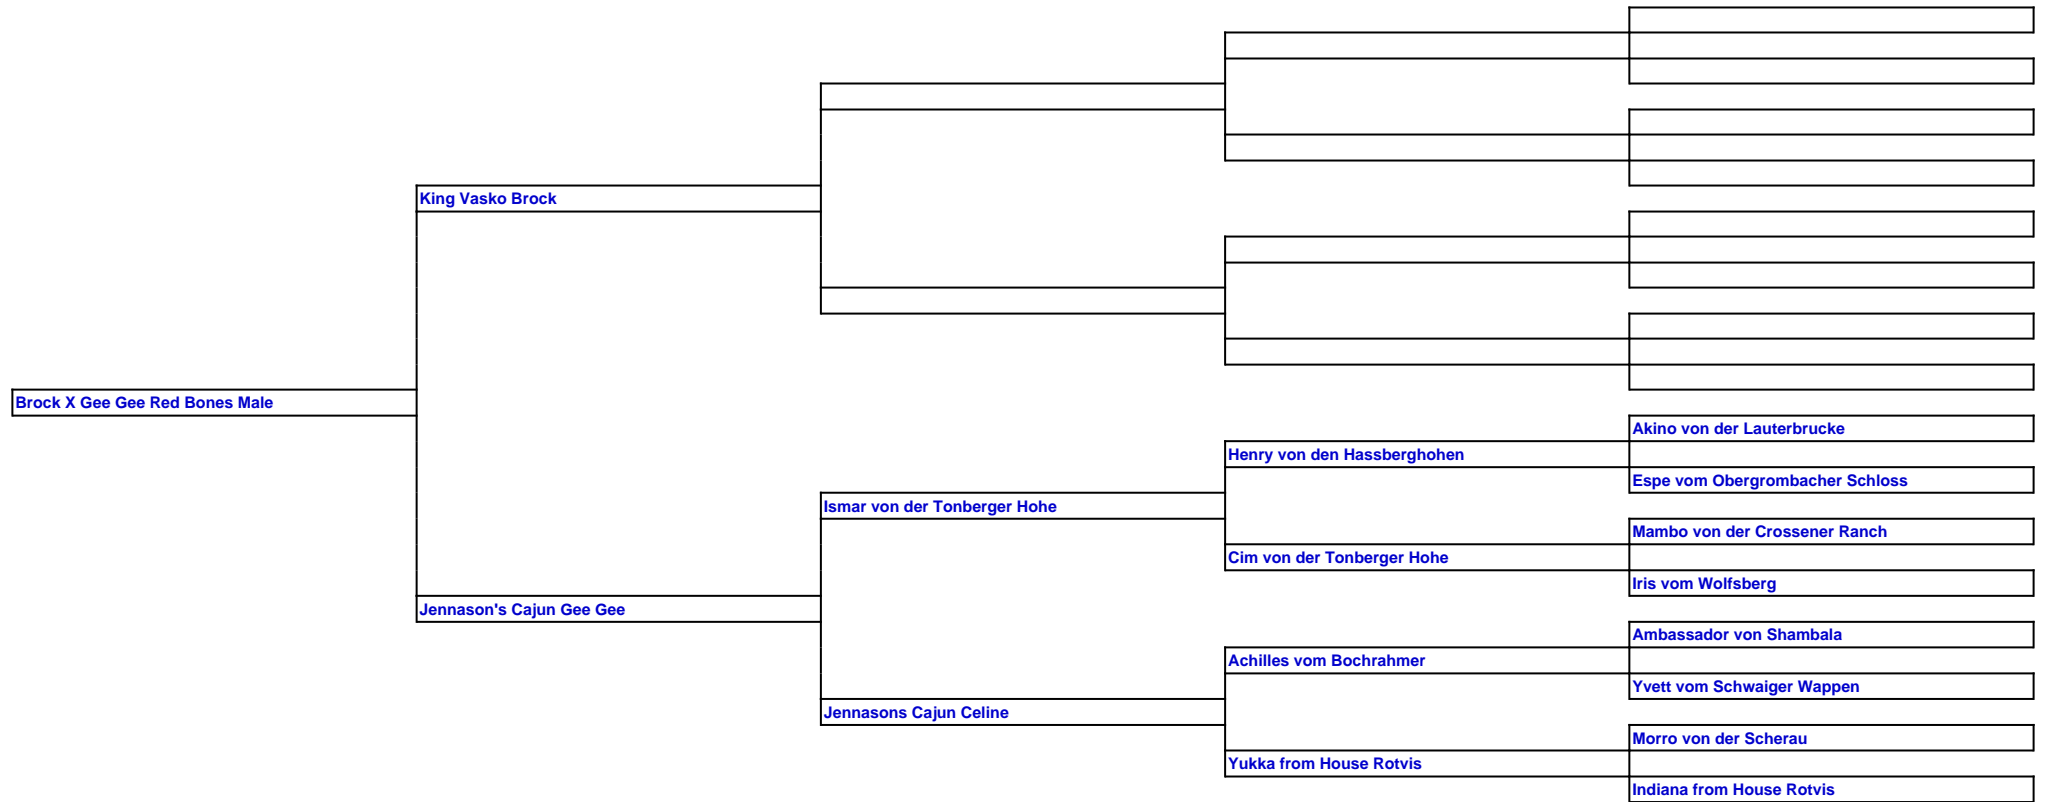 King Vasko Brock
Brock X Gee Gee Red Bones Male
Akino von der Lauterbrucke
Henry von den Hassberghohen
Espe vom Obergrombacher Schloss
Ismar von der Tonberger Hohe
Mambo von der Crossener Ranch
Cim von der Tonberger Hohe
Iris vom Wolfsberg
Jennason's Cajun Gee Gee
Ambassador von Shambala
Achilles vom Bochrahmer
Yvett vom Schwaiger Wappen
Jennasons Cajun Celine
Morro von der Scherau
Yukka from House Rotvis
Indiana from House Rotvis